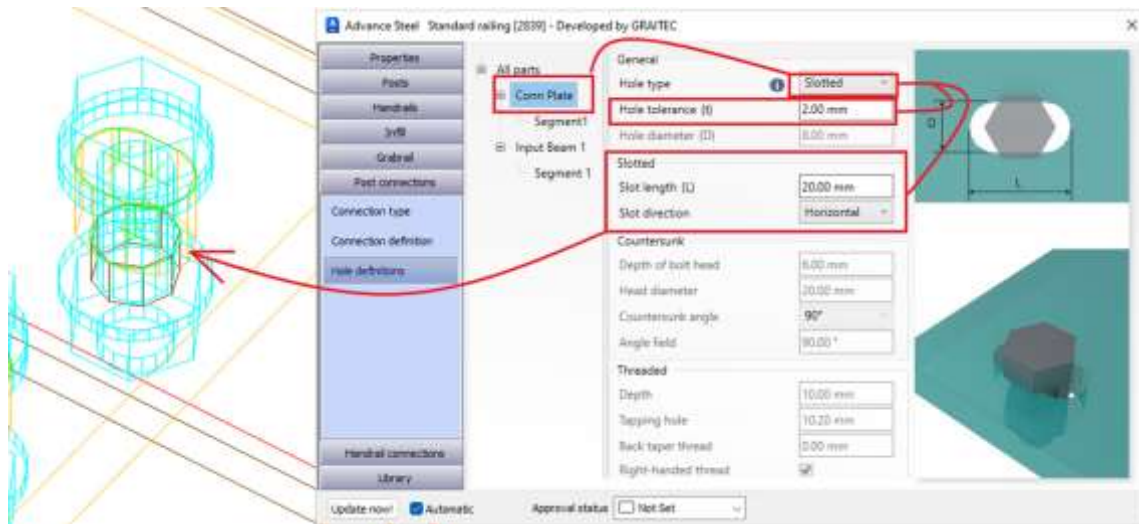 Advance Steel Standard railing [2839] - Developed by GRAITEC
Properties
Posts
Handrails
Infill
Grabrail
Post connections
Connection type
Connection definition
Hole definitions
Handrail connections
Library
All parts
Conn Plate
Segment1
Input Beam 1
Segment 1
General
Hole type
Slotted
Hole tolerance (t)
2.00 mm
Hole diameter (D)
8.00 mm
Slotted
Slot length (L)
20.00 mm
Slot direction
Horizontal
Countersunk
Depth of bolt head
6.00 mm
Head diameter
20.00 mm
Countersunk angle
90°
Angle field
90.00 °
Threaded
Depth
10.00 mm
Tapping hole
10.20 mm
Back taper thread
0.00 mm
Right-handed thread
D
L
Update now!
Automatic
Approval status
Not Set